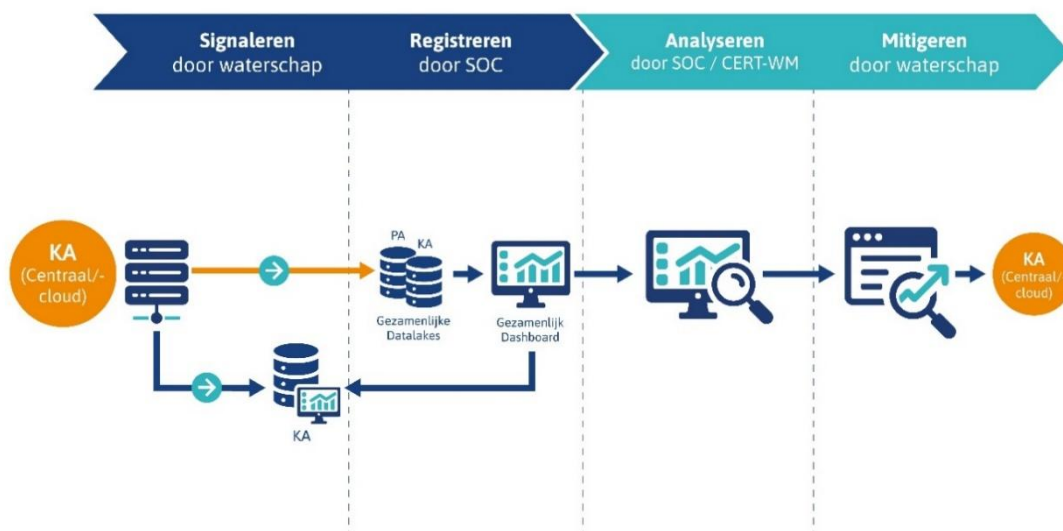 Signaleren
door waterschap
Registreren
door SOC
Analyseren
door SOC / CERT-WM
Mitigeren
door waterschap
KA
(Centraal/-
cloud)
PA
KA
Gezamenlijke
Datalakes
Gezamenlijk
Dashboard
KA
(Centraal/-
cloud)
KA